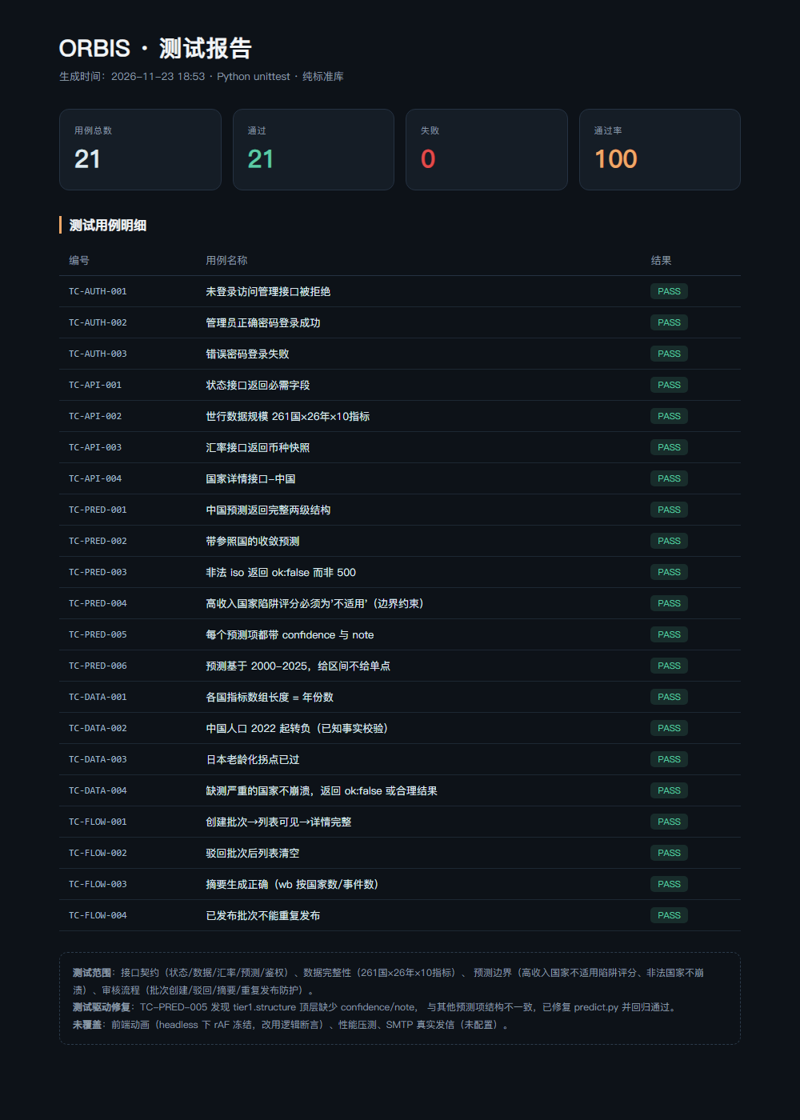 ORBIS · 测试报告
生成时间：2026-11-23 18:53 · Python unittest · 纯标准库
用例总数 通过 失败 通过率
21 21 0 100
测试用例明细
编号 用例名称 结果
TC-AUTH-001 未登录访问管理接口被拒绝 PASS
TC-AUTH-002 管理员正确密码登录成功 PASS
TC-AUTH-003 错误密码登录失败 PASS
TC-API-001 状态接口返回必需字段 PASS
TC-API-002 世行数据规模 261国×26年×10指标 PASS
TC-API-003 汇率接口返回币种快照 PASS
TC-API-004 国家详情接口-中国 PASS
TC-PRED-001 中国预测返回完整两级结构 PASS
TC-PRED-002 带参照国的收敛预测 PASS
TC-PRED-003 非法 iso 返回 ok:false 而非 500 PASS
TC-PRED-004 高收入国家陷阱评分必须为'不适用'（边界约束） PASS
TC-PRED-005 每个预测项都带 confidence 与 note PASS
TC-PRED-006 预测基于 2000-2025，给区间不给单点 PASS
TC-DATA-001 各国指标数组长度 = 年份数 PASS
TC-DATA-002 中国人口 2022 起转负（已知事实校验） PASS
TC-DATA-003 日本老龄化拐点已过 PASS
TC-DATA-004 缺测严重的国家不崩溃，返回 ok:false 或合理结果 PASS
TC-FLOW-001 创建批次→列表可见→详情完整 PASS
TC-FLOW-002 驳回批次后列表清空 PASS
TC-FLOW-003 摘要生成正确（wb 按国家数/事件数） PASS
TC-FLOW-004 已发布批次不能重复发布 PASS
测试范围：接口契约（状态/数据/汇率/预测/鉴权）、数据完整性（261国×26年×10指标）、 预测边界（高收入国家不适用陷阱评分、非法国家不崩
溃）、审核流程（批次创建/驳回/摘要/重复发布防护）。
测试驱动修复：TC-PRED-005 发现 tier1.structure 顶层缺少 confidence/note， 与其他预测项结构不一致，已修复 predict.py 并回归通过。
未覆盖：前端动画（headless 下 rAF 冻结，改用逻辑断言）、性能压测、SMTP 真实发信（未配置）。